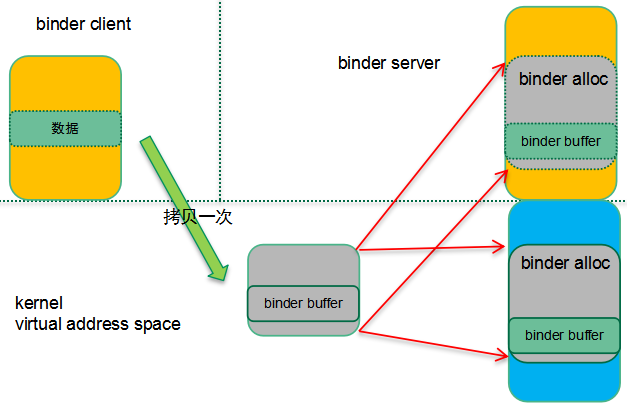 binder client
binder server
binder alloc
数据
binder buffer
拷贝一次
binder alloc
kernel
virtual address space
binder buffer
binder buffer